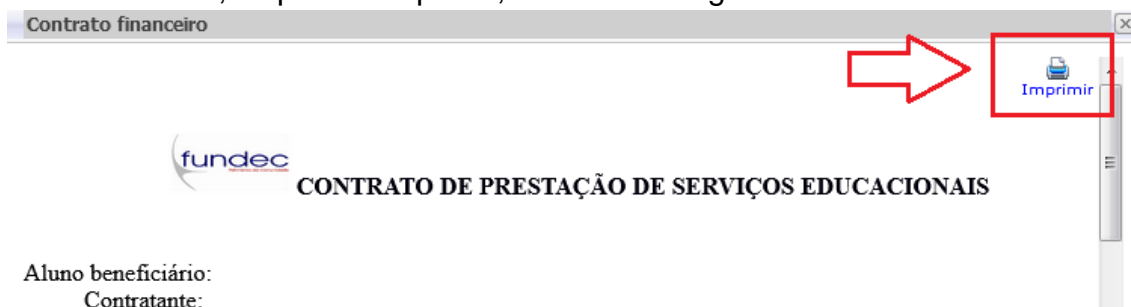 Contrato financeiro
Imprimir
fundec
CONTRATO DE PRESTAÇÃO DE SERVIÇOS EDUCACIONAIS
Aluno beneficiário:
Contratante: